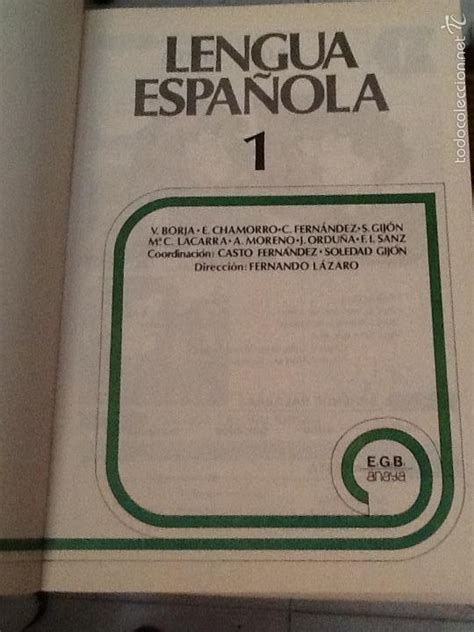 LENGUA
ESPAÑOLA
1
V. BORJA · E. CHAMORRO · C. FERNÁNDEZ · S. GIJÓN
Mª C. LACARRA · A. MORENO · J. ORDUÑA · F. I. SANZ
Coordinación: CASTO FERNÁNDEZ · SOLEDAD GIJÓN
Dirección: FERNANDO LÁZARO
E.G.B.
anaya
todocoleccion.net